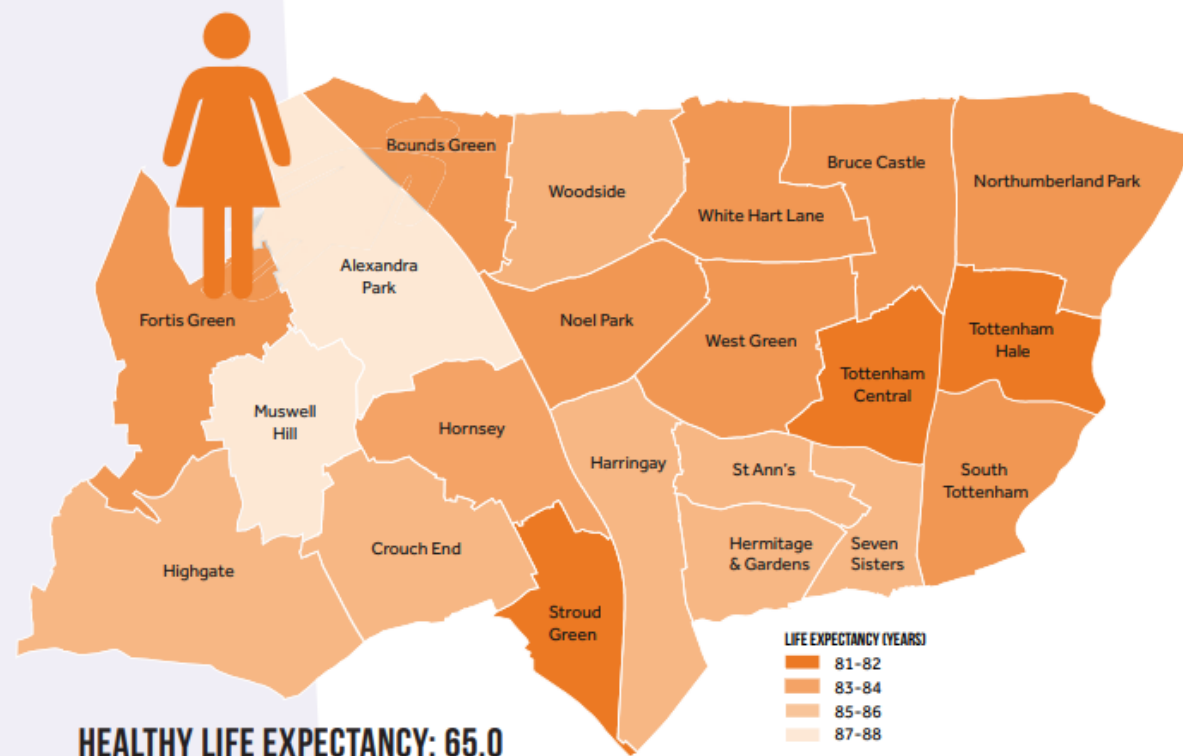 Bounds Green
Woodside
Bruce Castle
Northumberland Park
White Hart Lane
Alexandra
Park
Fortis Green
Noel Park
West Green
Tottenham
Hale
Tottenham
Central
Muswell
Hill
Hornsey
Harringay
St Ann's
South
Tottenham
Highgate
Crouch End
Hermitage
& Gardens
Seven
Sisters
Stroud
Green
LIFE EXPECTANCY (YEARS)
81-82
83-84
85-86
87-88
HEALTHY LIFE EXPECTANCY: 65.0